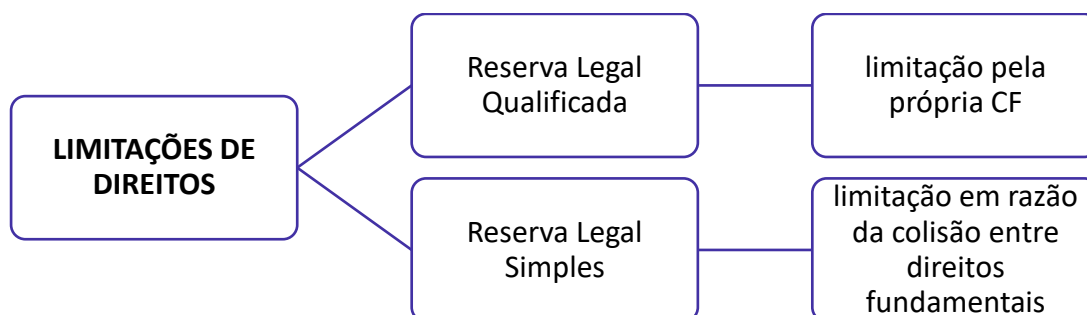 LIMITAÇÕES DE
DIREITOS
Reserva Legal
Qualificada
limitação pela
própria CF
Reserva Legal
Simples
limitação em razão
da colisão entre
direitos
fundamentais